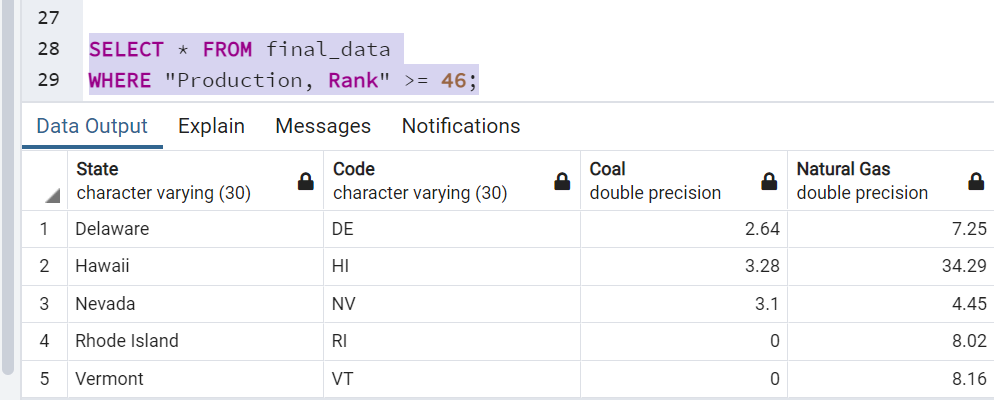 27
28 SELECT * FROM final_data
29 WHERE "Production, Rank" >= 46;
Data Output Explain Messages Notifications
State Code Coal Natural Gas
character varying (30) character varying (30) double precision double precision
1 Delaware DE 2.64 7.25
2 Hawaii HI 3.28 34.29
3 Nevada NV 3.1 4.45
4 Rhode Island RI 0 8.02
5 Vermont VT 0 8.16